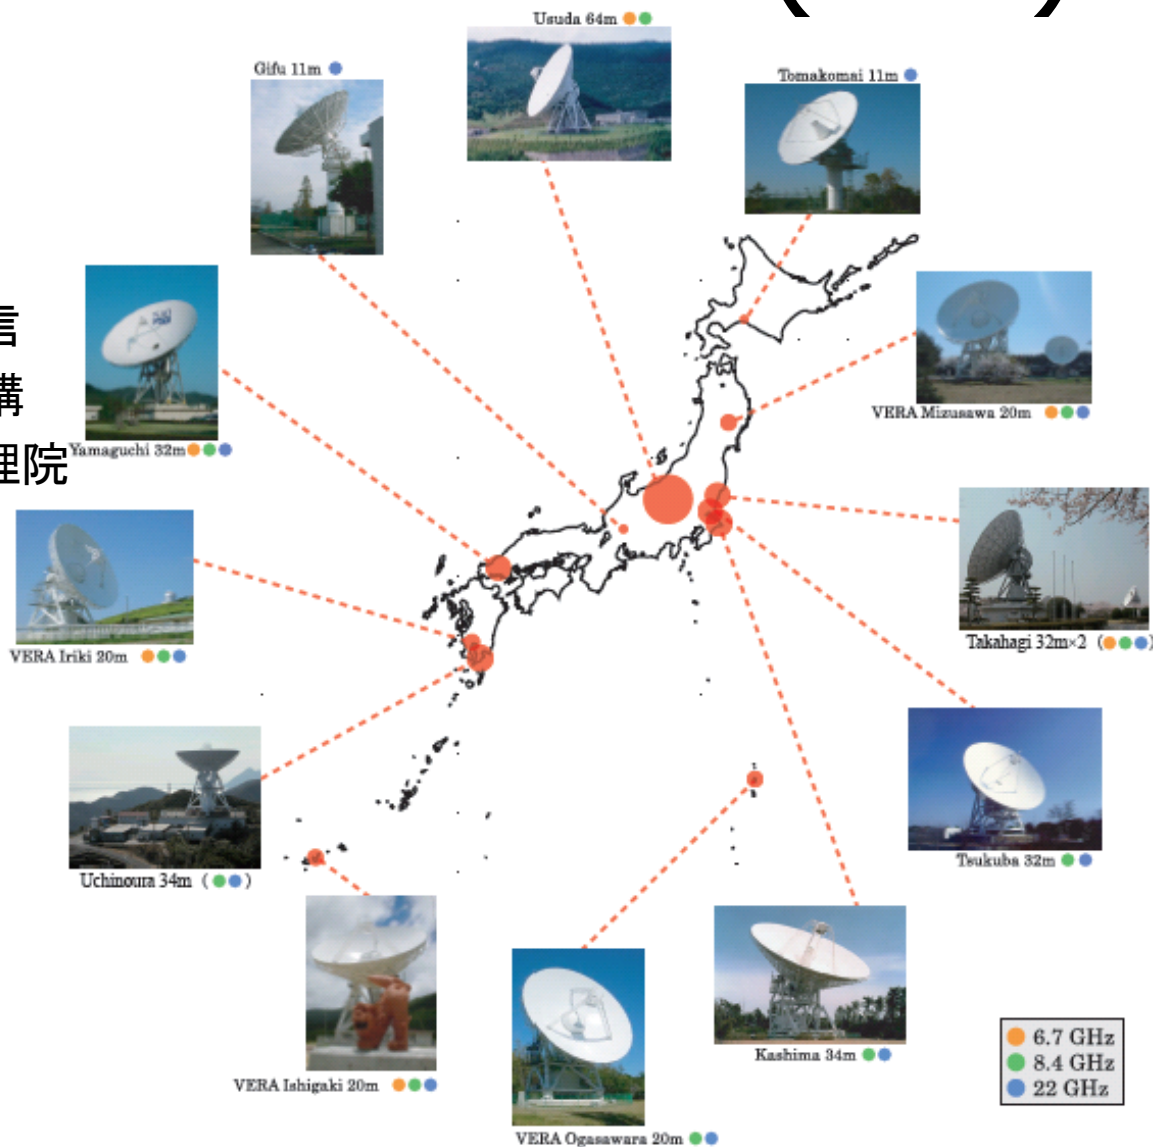 Usuda 64m
Gifu 11m
Tomakomai 11m
言
構
理院
Yamaguchi 32m
VERA Mizusawa 20m
VERA Iriki 20m
Takahagi 32m×2 ( )
Uchinoura 34m ( )
Tsukuba 32m
VERA Ishigaki 20m
Kashima 34m
VERA Ogasawara 20m
6.7 GHz
8.4 GHz
22 GHz